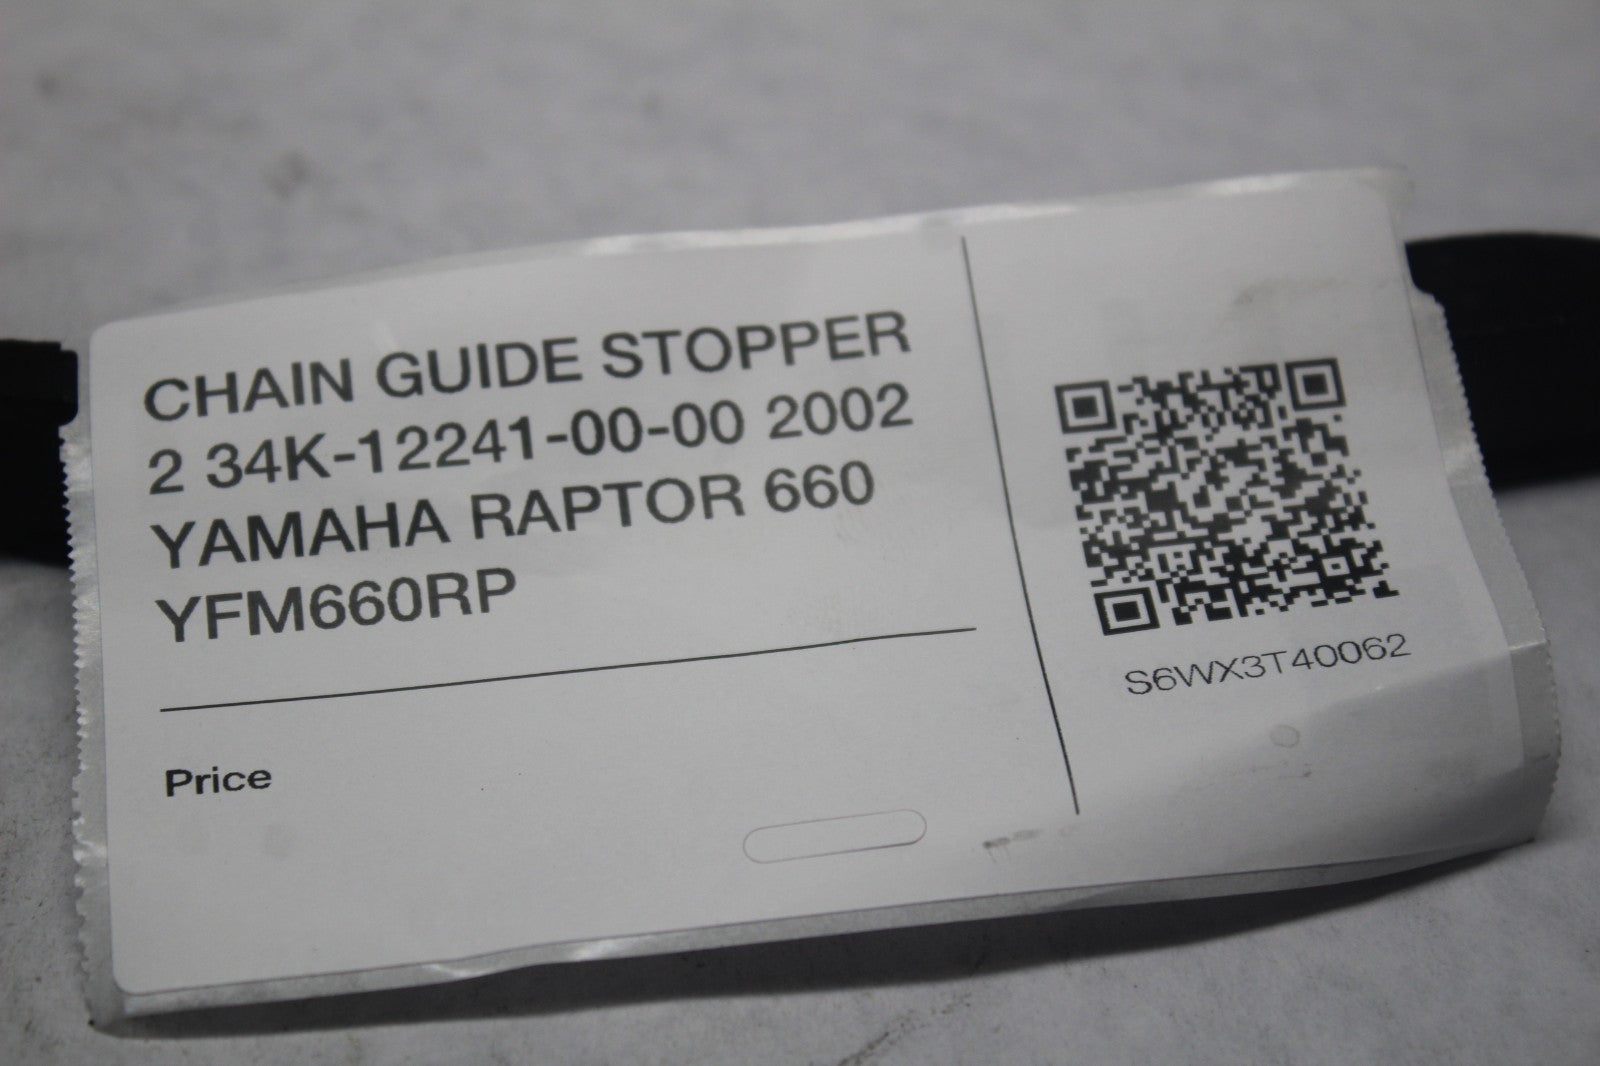 CHAIN GUIDE STOPPER
2 34K-12241-00-00 2002
YAMAHA RAPTOR 660
YFM660RP
Price
S6WX3T40062